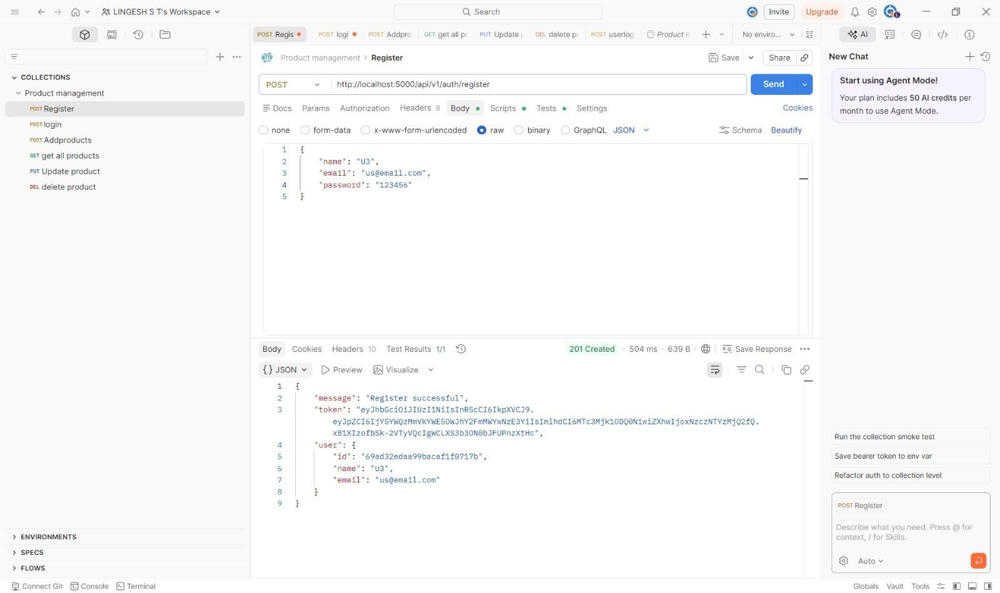 LINGESH S T's Workspace
Search
Invite
Upgrade
L
POST Regis
POST logi
POST Addpro
GET get all pr
PUT Update
DEL delete p
POST userlog
Product
No enviro...
AI
Product management > Register
Save
Share
New Chat
COLLECTIONS
Product management
POST Register
POST login
POST Addproducts
GET get all products
PUT Update product
DEL delete product
HTTP
POST
http://localhost:5000/api/v1/auth/register
Send
Docs Params Authorization Headers 8 Body Scripts Tests Settings
Cookies
none form-data x-www-form-urlencoded raw binary GraphQL JSON
Schema Beautify
1 {
2 "name": "U3",
3 "email": "us@email.com",
4 "password": "123456"
5 }
Start using Agent Mode!
Your plan includes 50 AI credits per
month to use Agent Mode.
Body Cookies Headers 10 Test Results 1/1
201 Created • 504 ms • 639 B
e.g. Save Response
{} JSON Preview Visualize
1 {
2 "message": "Register successful",
3 "token": "eyJhbGciOiJIUzI1NiIsInR5cCI6IkpXVCJ9.
eyJpZCI6IjY5YWQzMmVkYWE5OWJhY2FmMWYwNzE3YiIsImlhdCI6MTc3Mjk1ODQ0NiwiZXhwIjoxNzczNTYzMjQ2fQ.
xB1XIzofbSk-2VTyVQcIgWCLXS3b3ON0bJFUPnzXtHc",
4 "user": {
5 "id": "69ad32edaa99bacaf1f0717b",
6 "name": "U3",
7 "email": "us@email.com"
8 }
9 }
Run the collection smoke test
Save bearer token to env var
Refactor auth to collection level
POST Register
Describe what you need. Press @ for
context, / for Skills.
Auto
ENVIRONMENTS
SPECS
FLOWS
Connect Git
Console
Terminal
Globals
Vault
Tools